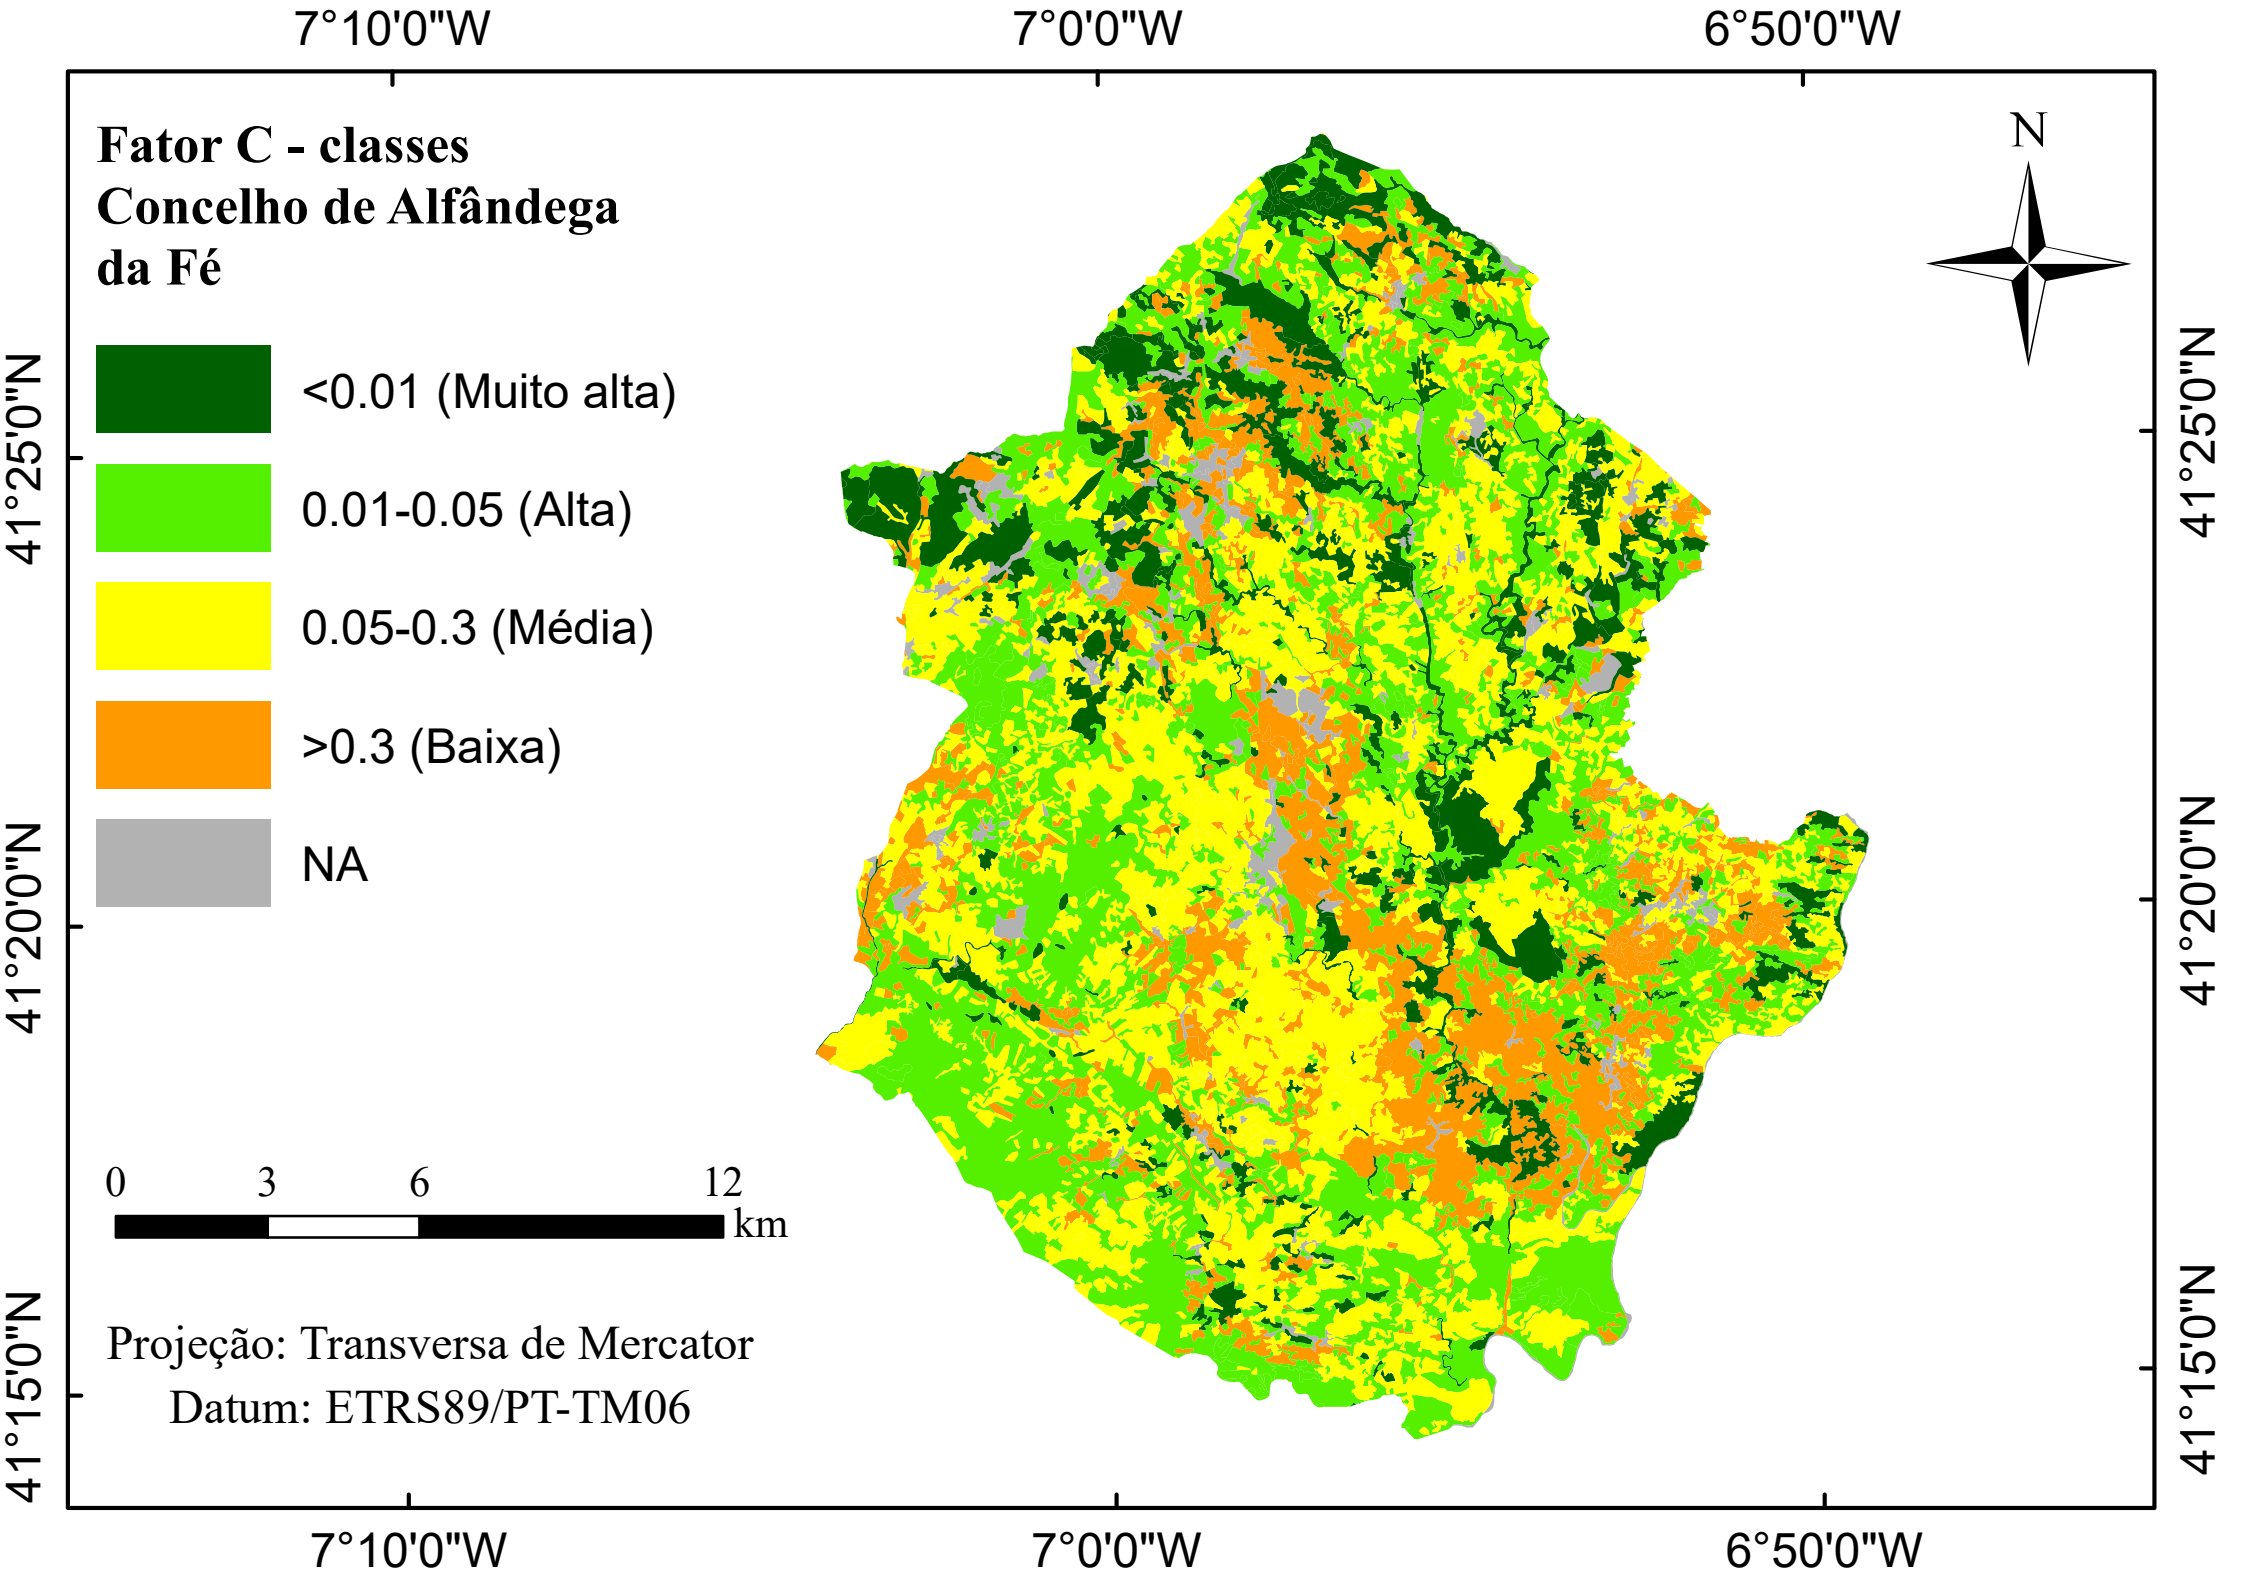 7°10'0"W 7°0'0"W 6°50'0"W
Fator C - classes
Concelho de Alfândega
da Fé
N
<0.01 (Muito alta)
0.01-0.05 (Alta)
0.05-0.3 (Média)
>0.3 (Baixa)
NA
41°25'0"N
41°20'0"N
41°15'0"N
41°25'0"N
41°20'0"N
41°15'0"N
0 3 6 12
km
Projeção: Transversa de Mercator
Datum: ETRS89/PT-TM06
7°10'0"W 7°0'0"W 6°50'0"W